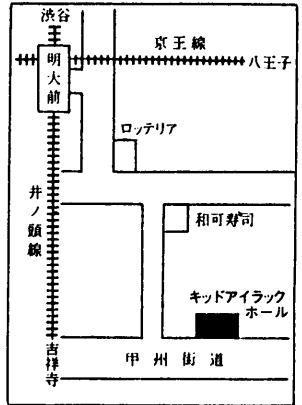 渋谷
京王線
八王子
明大前
ロッテリア
井ノ頭線
和可寿司
キッドアイラック
ホール
吉祥寺
甲州街道